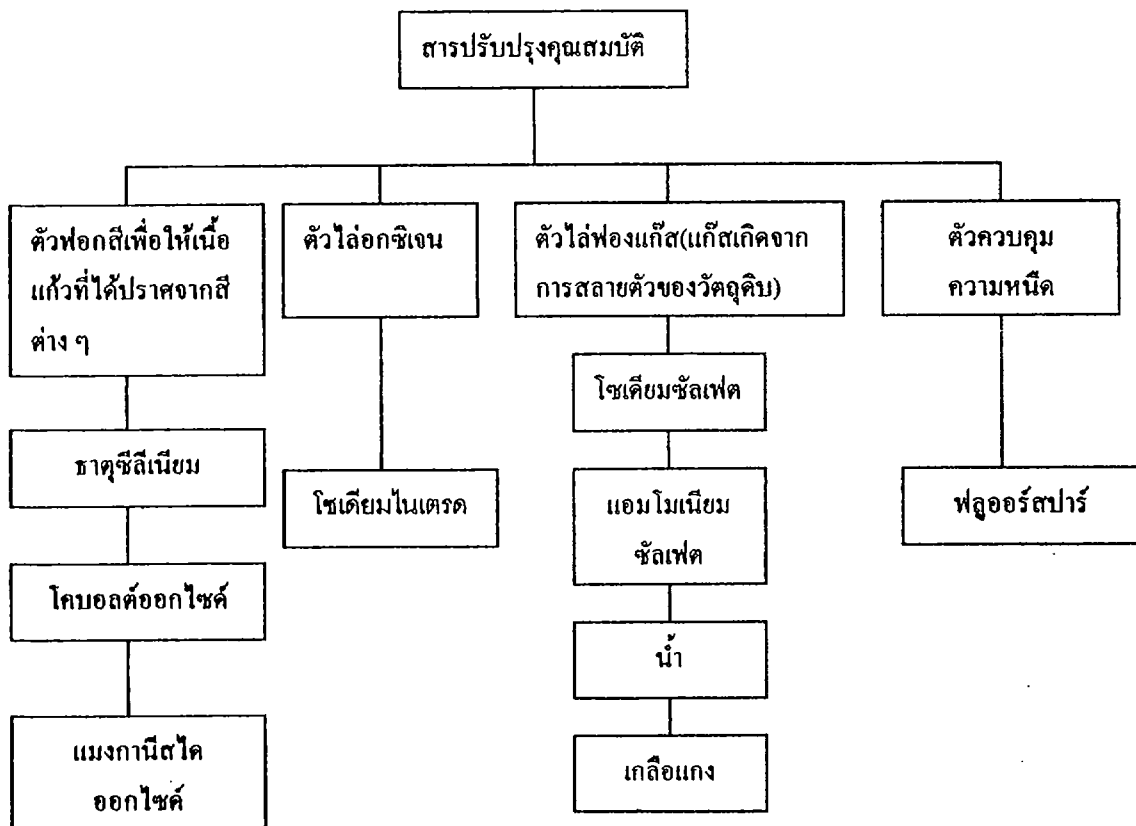 สารปรับปรุงคุณสมบัติ
ตัวฟอกสีเพื่อให้เนื้อ
แก้วที่ได้ปราศจากสี
ต่าง ๆ
ธาตุซีลีเนียม
โคบอลต์ออกไซด์
แมงกานีสได
ออกไซด์
ตัวไล่อกซิเจน
โซเดียมไนเตรด
ตัวไล่ฟองแก๊ส(แก๊สเกิดจาก
การสลายตัวของวัตถุดิบ)
โซเดียมซัลเฟต
แอมโมเนียม
ซัลเฟต
น้ำ
เกลือแกง
ตัวควบคุม
ความหนืด
ฟลูออร์สปาร์